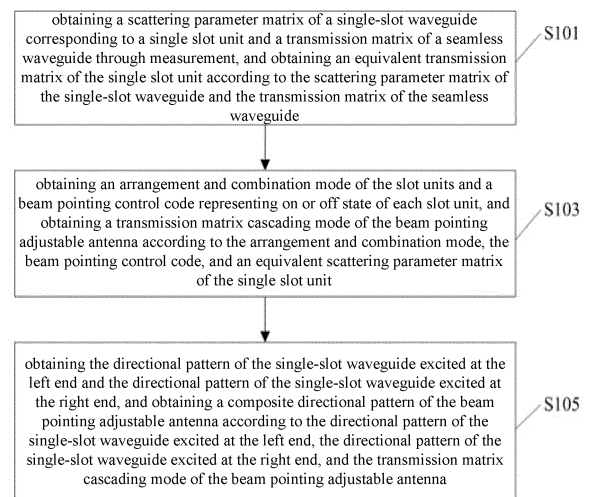 obtaining a scattering parameter matrix of a single-slot waveguide
corresponding to a single slot unit and a transmission matrix of a seamless
waveguide through measurement, and obtaining an equivalent transmission
matrix of the single slot unit according to the scattering parameter matrix of
the single-slot waveguide and the transmission matrix of the seamless
waveguide
S101
obtaining an arrangement and combination mode of the slot units and a
beam pointing control code representing on or off state of each slot unit, and
obtaining a transmission matrix cascading mode of the beam pointing
adjustable antenna according to the arrangement and combination mode, the
beam pointing control code, and an equivalent scattering parameter matrix
of the single slot unit
S103
obtaining the directional pattern of the single-slot waveguide excited at the
left end and the directional pattern of the single-slot waveguide excited at
the right end, and obtaining a composite directional pattern of the beam
pointing adjustable antenna according to the directional pattern of the
single-slot waveguide excited at the left end, the directional pattern of the
single-slot waveguide excited at the right end, and the transmission matrix
cascading mode of the beam pointing adjustable antenna
S105